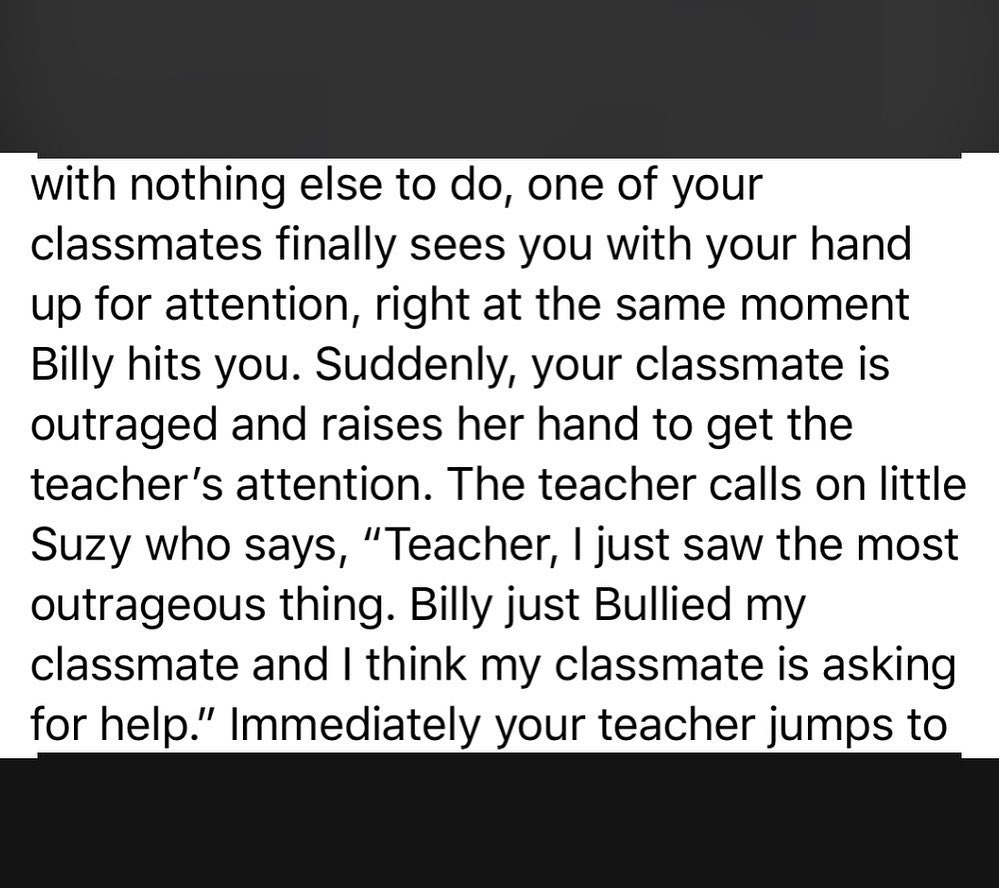 with nothing else to do, one of your
classmates finally sees you with your hand
up for attention, right at the same moment
Billy hits you. Suddenly, your classmate is
outraged and raises her hand to get the
teacher’s attention. The teacher calls on little
Suzy who says, “Teacher, I just saw the most
outrageous thing. Billy just Bullied my
classmate and I think my classmate is asking
for help.” Immediately your teacher jumps to